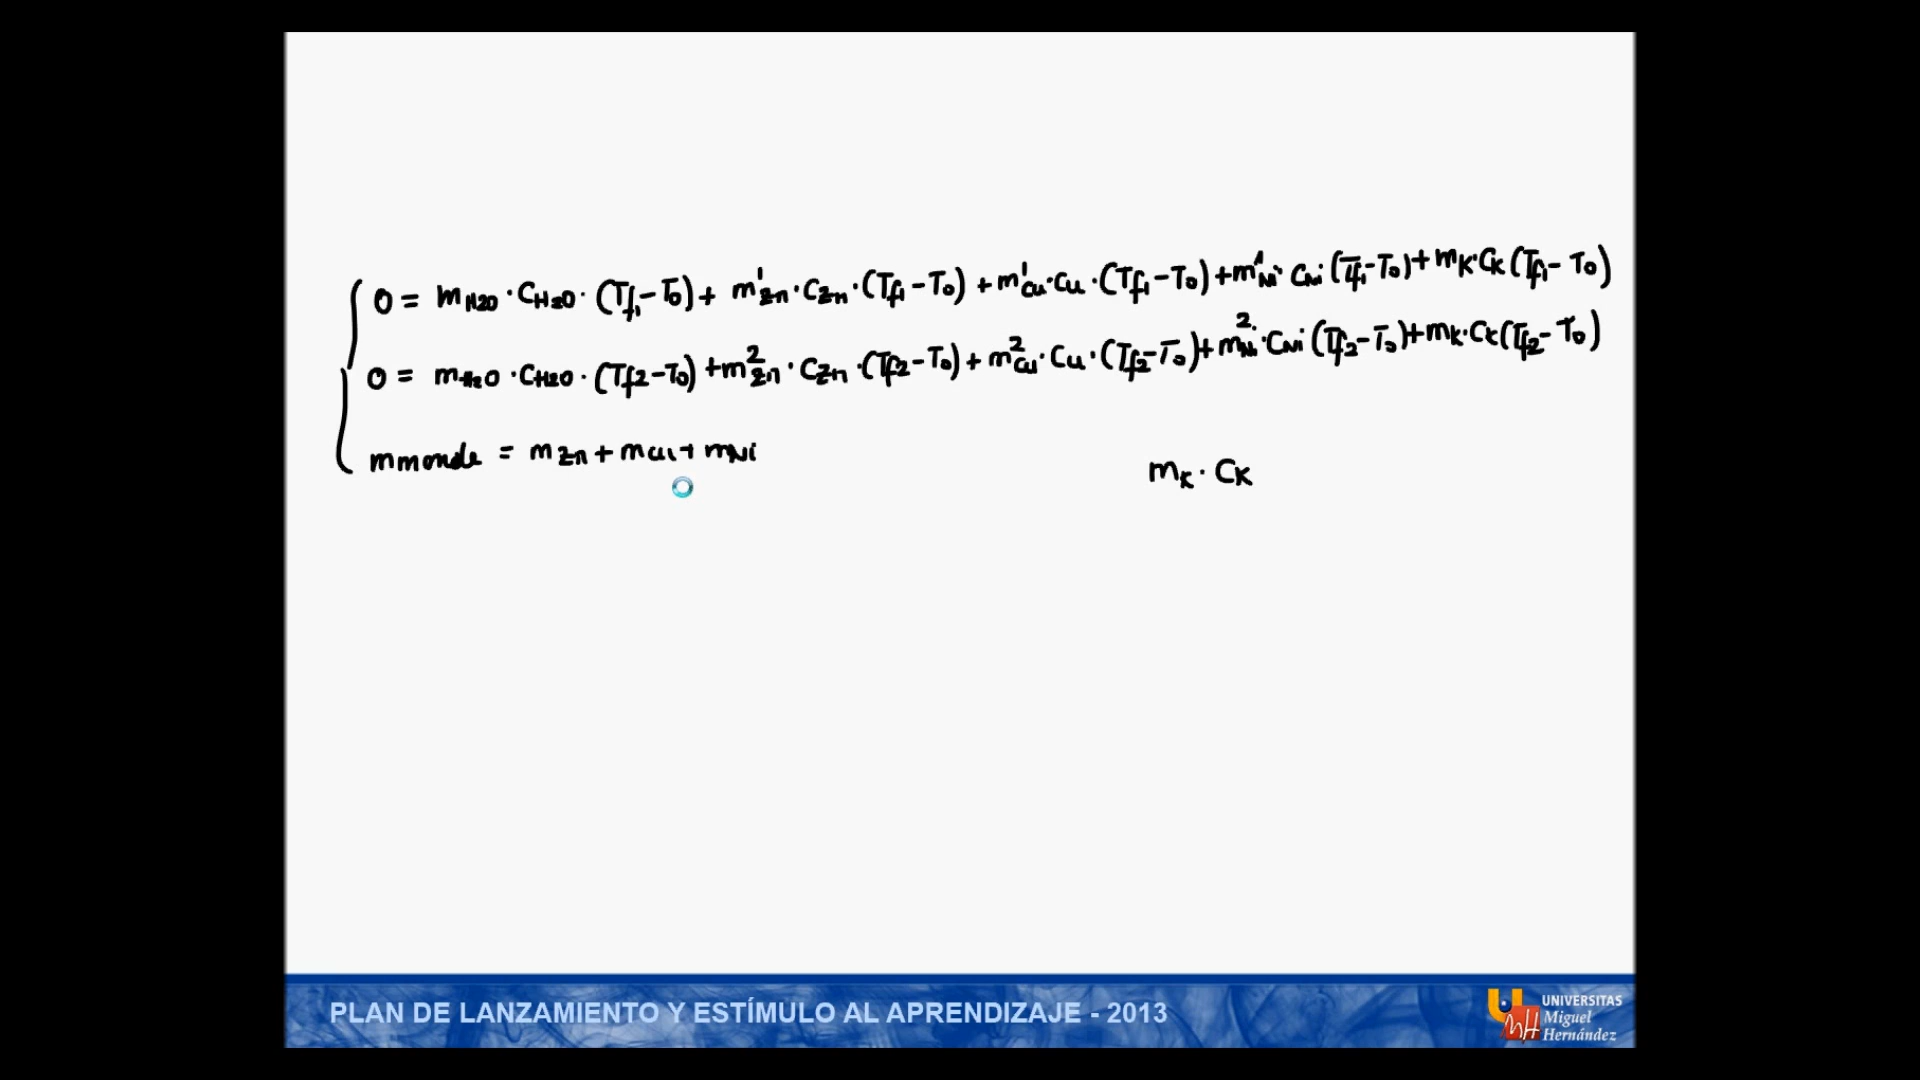 0 = mH2O · CH2O · (Tf1 - T0) + m¹Zn · CZn · (Tf1 - T0) + m¹Cu · Cu · (Tf1 - T0) + m¹Ni · CNi · (Tf1 - T0) + mK · CK (Tf1 - T0)
0 = mH2O · CH2O · (Tf2 - T0) + m²Zn · CZn · (Tf2 - T0) + m²Cu · Cu · (Tf2 - T0) + m²Ni · CNi (Tf2 - T0) + mK · CK (Tf2 - T0)
m = mZn + mCu + mNi
mK · CK
PLAN DE LANZAMIENTO Y ESTÍMULO AL APRENDIZAJE - 2013
UNIVERSITAS
Miguel
Hernández